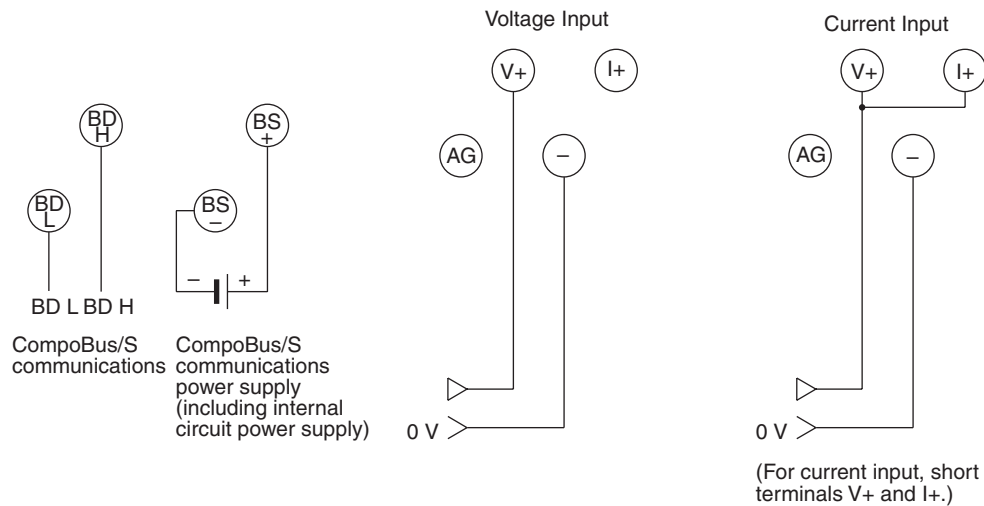 Voltage Input
Current Input
V+
I+
V+
I+
BD
H
BS
+
AG
–
AG
–
BD
L
BS
–
– +
BD L BD H
CompoBus/S
communications
CompoBus/S
communications
power supply
(including internal
circuit power supply)
0 V
0 V
(For current input, short
terminals V+ and I+.)